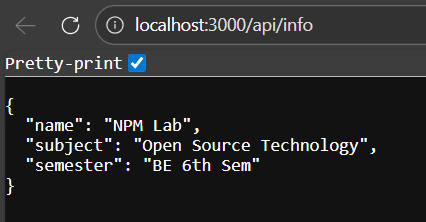 localhost:3000/api/info
Pretty-print
{
  "name": "NPM Lab",
  "subject": "Open Source Technology",
  "semester": "BE 6th Sem"
}